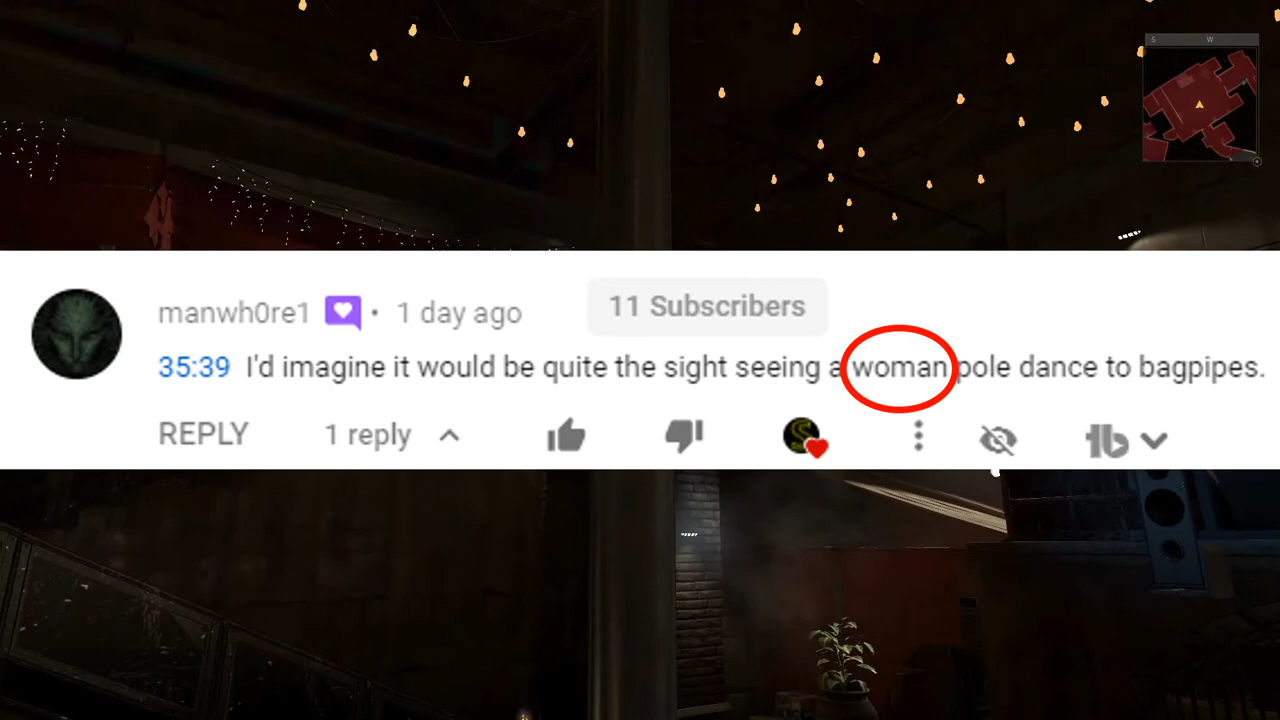 S W
manwh0re1 • 1 day ago 11 Subscribers
35:39 I'd imagine it would be quite the sight seeing a woman pole dance to bagpipes.
REPLY 1 reply